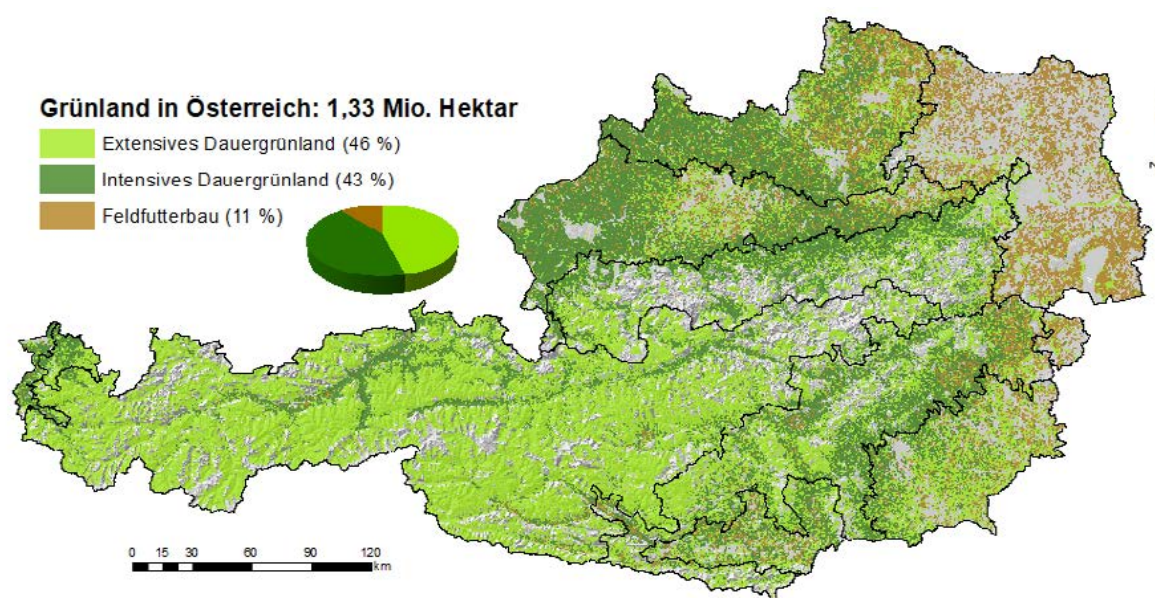 Grünland in Österreich: 1,33 Mio. Hektar
Extensives Dauergrünland (46 %)
Intensives Dauergrünland (43 %)
Feldfutterbau (11 %)
0 15 30 60 90 120
km